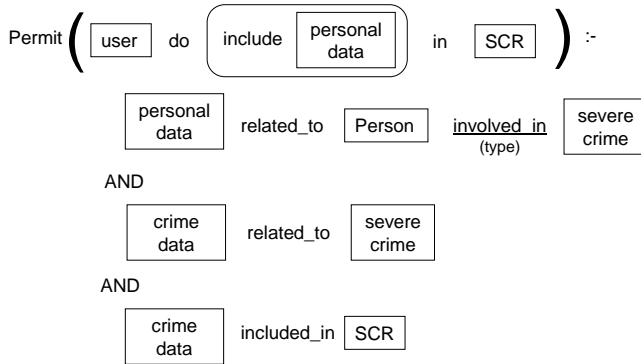 Permit ( user do include personal data in SCR ) :-
personal data related_to Person involved_in (type) severe crime
AND
crime data related_to severe crime
AND
crime data included_in SCR